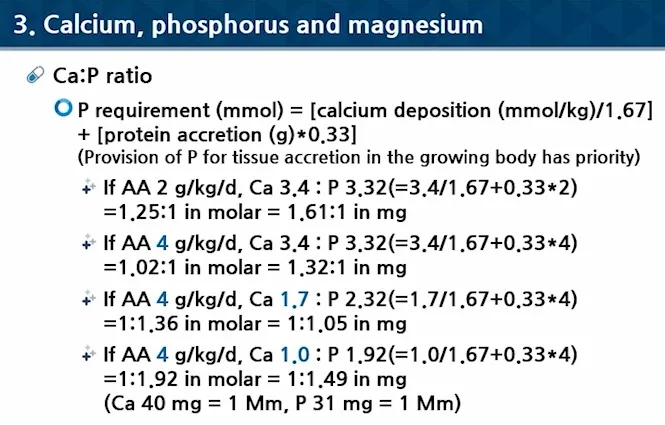 3. Calcium, phosphorus and magnesium
Ca:P ratio
P requirement (mmol) = [calcium deposition (mmol/kg)/1.67]
+ [protein accretion (g)*0.33]
(Provision of P for tissue accretion in the growing body has priority)
If AA 2 g/kg/d, Ca 3.4 : P 3.32(=3.4/1.67+0.33*2)
=1.25:1 in molar = 1.61:1 in mg
If AA 4 g/kg/d, Ca 3.4 : P 3.32(=3.4/1.67+0.33*4)
=1.02:1 in molar = 1.32:1 in mg
If AA 4 g/kg/d, Ca 1.7 : P 2.32(=1.7/1.67+0.33*4)
=1:1.36 in molar = 1:1.05 in mg
If AA 4 g/kg/d, Ca 1.0 : P 1.92(=1.0/1.67+0.33*4)
=1:1.92 in molar = 1:1.49 in mg
(Ca 40 mg = 1 Mm, P 31 mg = 1 Mm)